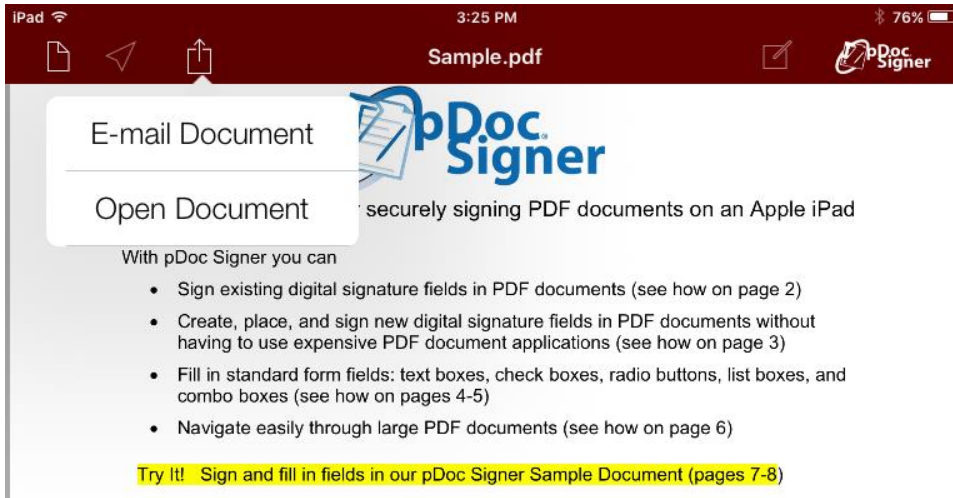 iPad 3:25 PM 76%
Sample.pdf pDoc Signer
E-mail Document
Open Document
pDoc
Signer
securely signing PDF documents on an Apple iPad
With pDoc Signer you can
• Sign existing digital signature fields in PDF documents (see how on page 2)
• Create, place, and sign new digital signature fields in PDF documents without
having to use expensive PDF document applications (see how on page 3)
• Fill in standard form fields: text boxes, check boxes, radio buttons, list boxes, and
combo boxes (see how on pages 4-5)
• Navigate easily through large PDF documents (see how on page 6)
Try It! Sign and fill in fields in our pDoc Signer Sample Document (pages 7-8)